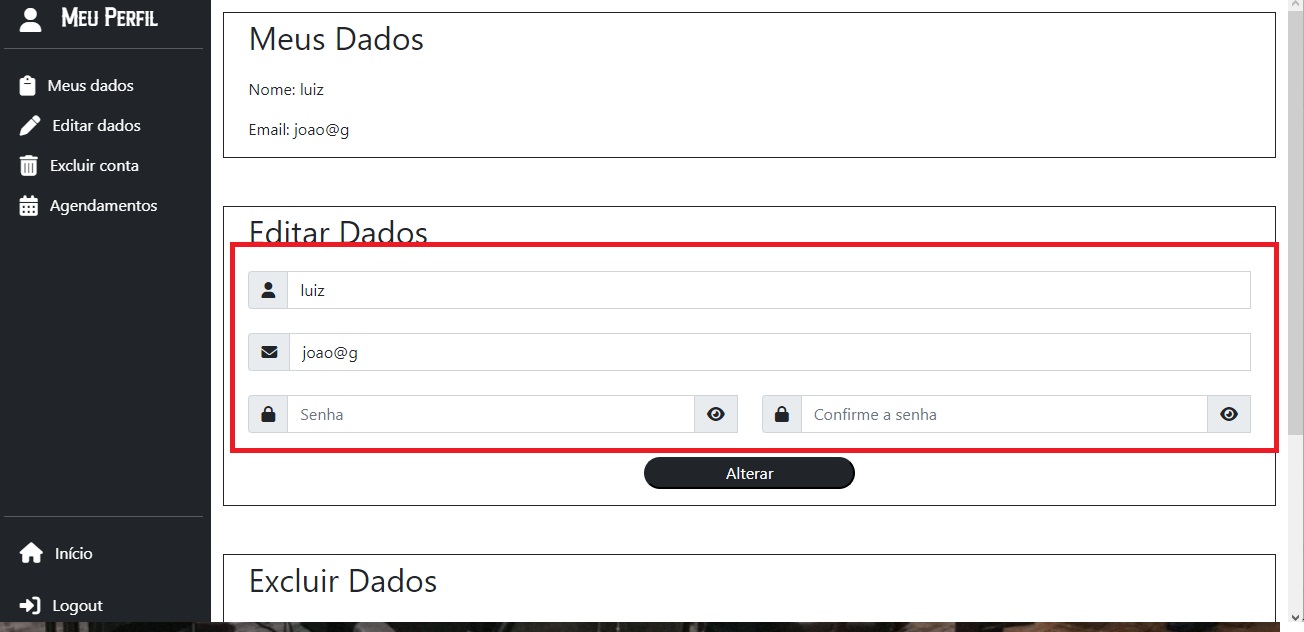 Meu Perfil
Meus dados
Editar dados
Excluir conta
Agendamentos
Início
Logout
Meus Dados
Nome: luiz
Email: joao@g
Editar Dados
luiz
joao@g
Senha
Confirme a senha
Alterar
Excluir Dados